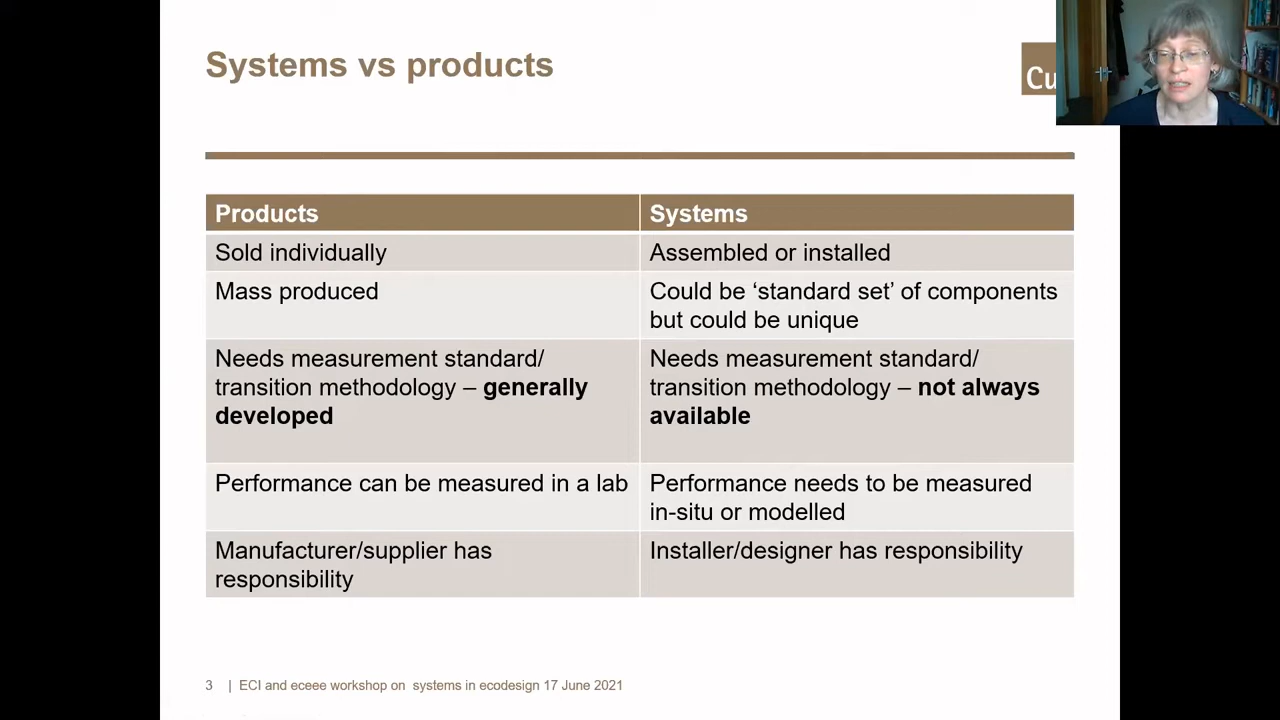 Systems vs products
Cu
Products
Systems
Sold individually
Assembled or installed
Mass produced
Could be ‘standard set’ of components
but could be unique
Needs measurement standard/
transition methodology – generally
developed
Needs measurement standard/
transition methodology – not always
available
Performance can be measured in a lab
Performance needs to be measured
in-situ or modelled
Manufacturer/supplier has
responsibility
Installer/designer has responsibility
3 | ECI and eceee workshop on systems in ecodesign 17 June 2021